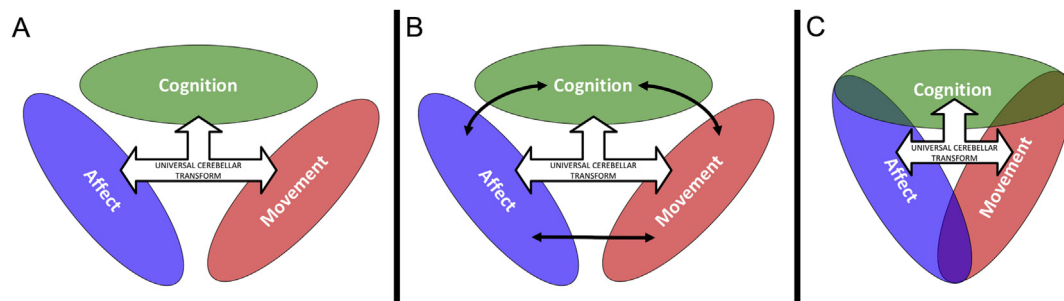 A
Cognition
UNIVERSAL CEREBELLAR
TRANSFORM
Affect
Movement
B
Cognition
UNIVERSAL CEREBELLAR
TRANSFORM
Affect
Movement
C
Cognition
UNIVERSAL CEREBELLAR
TRANSFORM
Affect
Movement